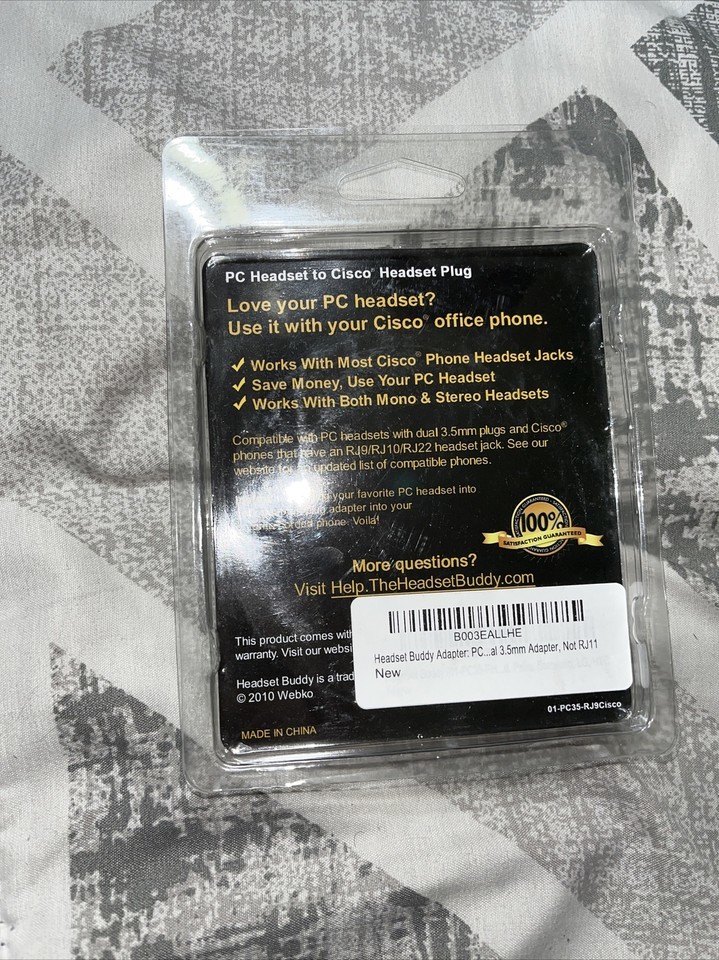 PC Headset to Cisco® Headset Plug
Love your PC headset?
Use it with your Cisco® office phone.
✓ Works With Most Cisco® Phone Headset Jacks
✓ Save Money, Use Your PC Headset
✓ Works With Both Mono & Stereo Headsets
Compatible with PC headsets with dual 3.5mm plugs and Cisco®
phones that have an RJ9/RJ10/RJ22 headset jack. See our
website for an updated list of compatible phones.
your favorite PC headset into
adapter into your
phone. Voila!
SATISFACTION GUARANTEED
100%
SATISFACTION GUARANTEED
More questions?
Visit Help.TheHeadsetBuddy.com
B003EALLHE
Headset Buddy Adapter: PC...al 3.5mm Adapter, Not RJ11
New
This product comes with
warranty. Visit our
Headset Buddy is a
© 2010 Webko
01-PC35-RJ9Cisco
MADE IN CHINA